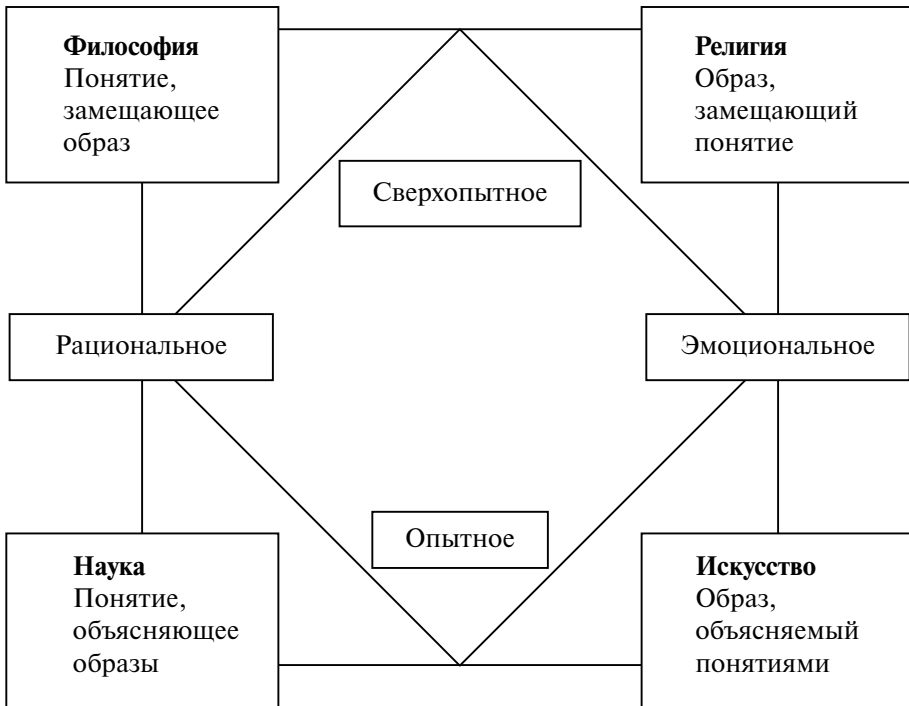 Философия
Понятие,
замещающее
образ
Религия
Образ,
замещающий
понятие
Сверхопытное
Рациональное
Эмоциональное
Опытное
Наука
Понятие,
объясняющее
образы
Искусство
Образ,
объясняемый
понятиями